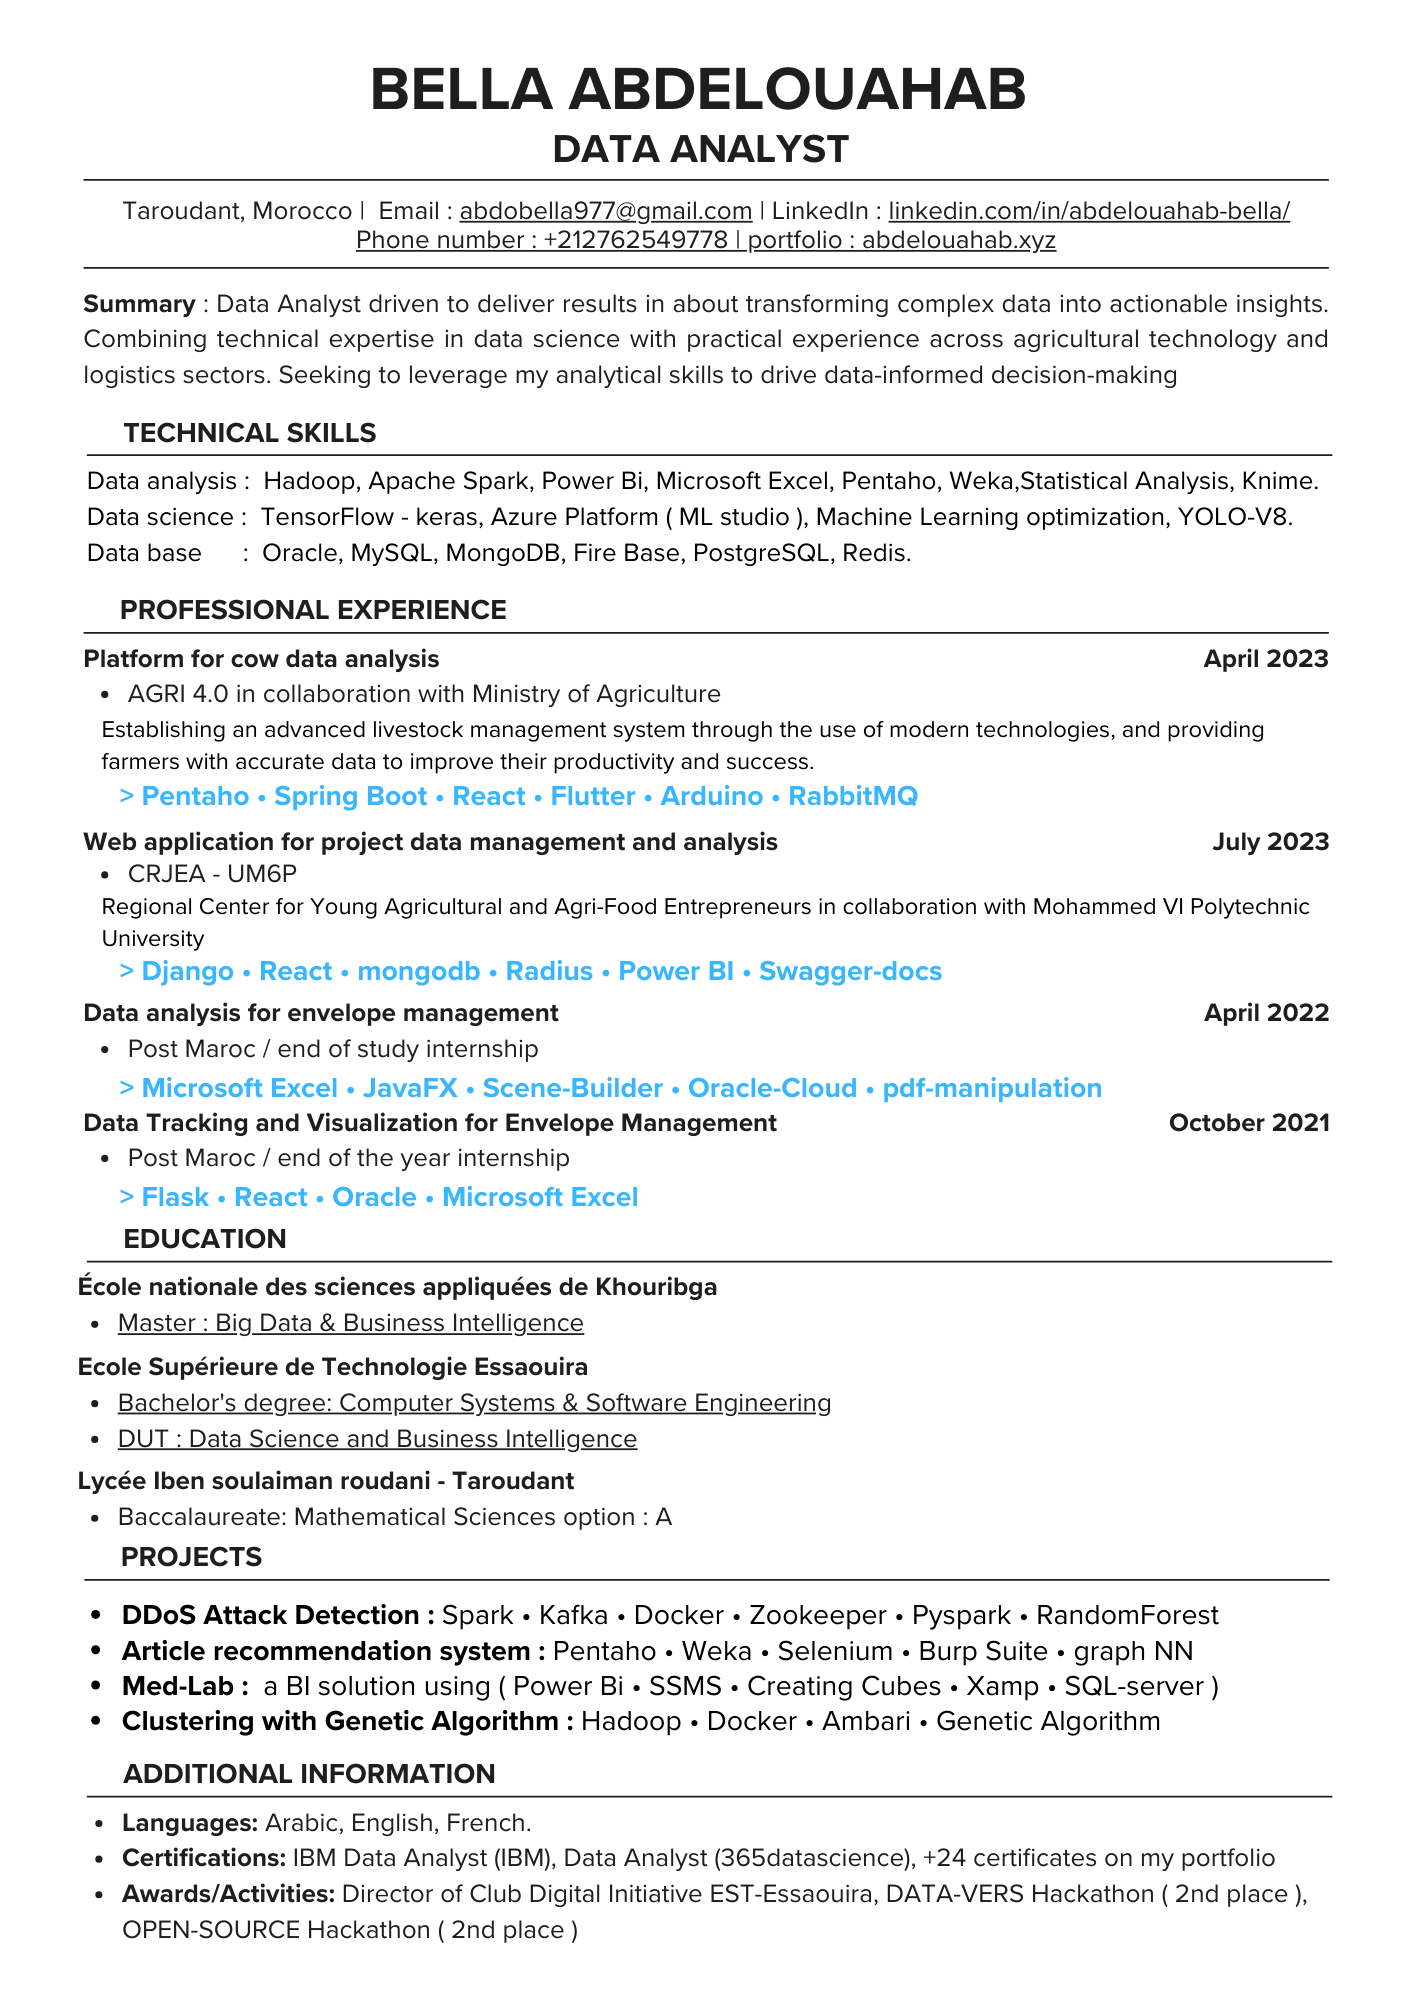 BELLA ABDELOUAHAB
DATA ANALYST
Taroudant, Morocco | Email : abdobella977@gmail.com | LinkedIn : linkedin.com/in/abdelouahab-bella/
Phone number : +212762549778 | portfolio : abdelouahab.xyz
Summary : Data Analyst driven to deliver results in about transforming complex data into actionable insights.
Combining technical expertise in data science with practical experience across agricultural technology and
logistics sectors. Seeking to leverage my analytical skills to drive data-informed decision-making
TECHNICAL SKILLS
Data analysis : Hadoop, Apache Spark, Power Bi, Microsoft Excel, Pentaho, Weka,Statistical Analysis, Knime.
Data science : TensorFlow - keras, Azure Platform ( ML studio ), Machine Learning optimization, YOLO-V8.
Data base : Oracle, MySQL, MongoDB, Fire Base, PostgreSQL, Redis.
PROFESSIONAL EXPERIENCE
Platform for cow data analysis April 2023
• AGRI 4.0 in collaboration with Ministry of Agriculture
Establishing an advanced livestock management system through the use of modern technologies, and providing
farmers with accurate data to improve their productivity and success.
> Pentaho • Spring Boot • React • Flutter • Arduino • RabbitMQ
Web application for project data management and analysis July 2023
• CRJEA - UM6P
Regional Center for Young Agricultural and Agri-Food Entrepreneurs in collaboration with Mohammed VI Polytechnic
University
> Django • React • mongodb • Radius • Power BI • Swagger-docs
Data analysis for envelope management April 2022
• Post Maroc / end of study internship
> Microsoft Excel • JavaFX • Scene-Builder • Oracle-Cloud • pdf-manipulation
Data Tracking and Visualization for Envelope Management October 2021
• Post Maroc / end of the year internship
> Flask • React • Oracle • Microsoft Excel
EDUCATION
École nationale des sciences appliquées de Khouribga
• Master : Big Data & Business Intelligence
Ecole Supérieure de Technologie Essaouira
• Bachelor's degree: Computer Systems & Software Engineering
• DUT : Data Science and Business Intelligence
Lycée Iben soulaiman roudani - Taroudant
• Baccalaureate: Mathematical Sciences option : A
PROJECTS
• DDoS Attack Detection : Spark • Kafka • Docker • Zookeeper • Pyspark • RandomForest
• Article recommendation system : Pentaho • Weka • Selenium • Burp Suite • graph NN
• Med-Lab : a BI solution using ( Power Bi • SSMS • Creating Cubes • Xamp • SQL-server )
• Clustering with Genetic Algorithm : Hadoop • Docker • Ambari • Genetic Algorithm
ADDITIONAL INFORMATION
• Languages: Arabic, English, French.
• Certifications: IBM Data Analyst (IBM), Data Analyst (365datascience), +24 certificates on my portfolio
• Awards/Activities: Director of Club Digital Initiative EST-Essaouira, DATA-VERS Hackathon ( 2nd place ),
OPEN-SOURCE Hackathon ( 2nd place )